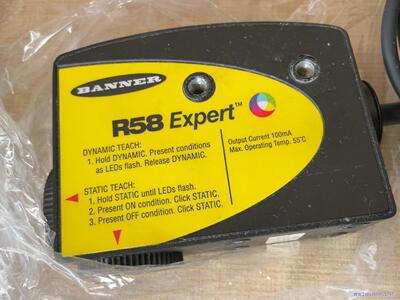 BANNER
R58 Expert™
DYNAMIC TEACH:
1. Hold DYNAMIC. Present conditions
as LEDs flash. Release DYNAMIC.
Output Current 100mA
Max. Operating Temp. 55°C
STATIC TEACH:
1. Hold STATIC until LEDs flash.
2. Present ON condition. Click STATIC.
3. Present OFF condition. Click STATIC.